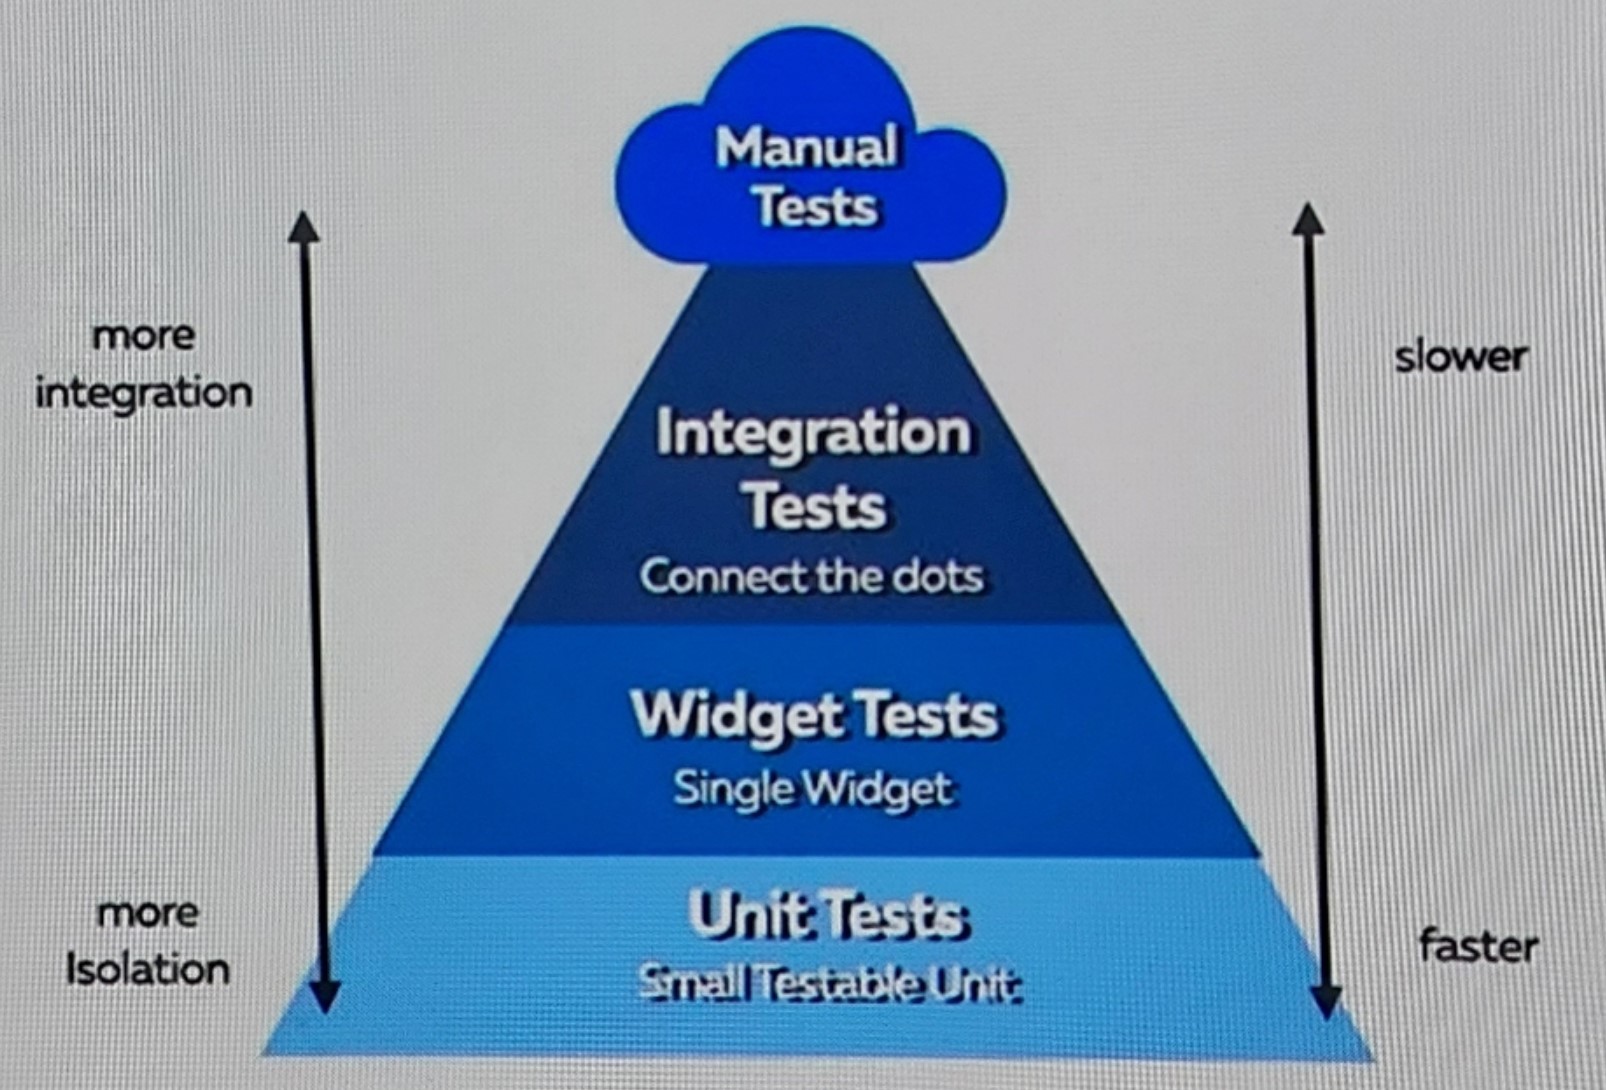 Manual
Tests
more
integration
slower
Integration
Tests
Connect the dots
Widget Tests
Single Widget
more
Isolation
Unit Tests
Small Testable Unit
faster